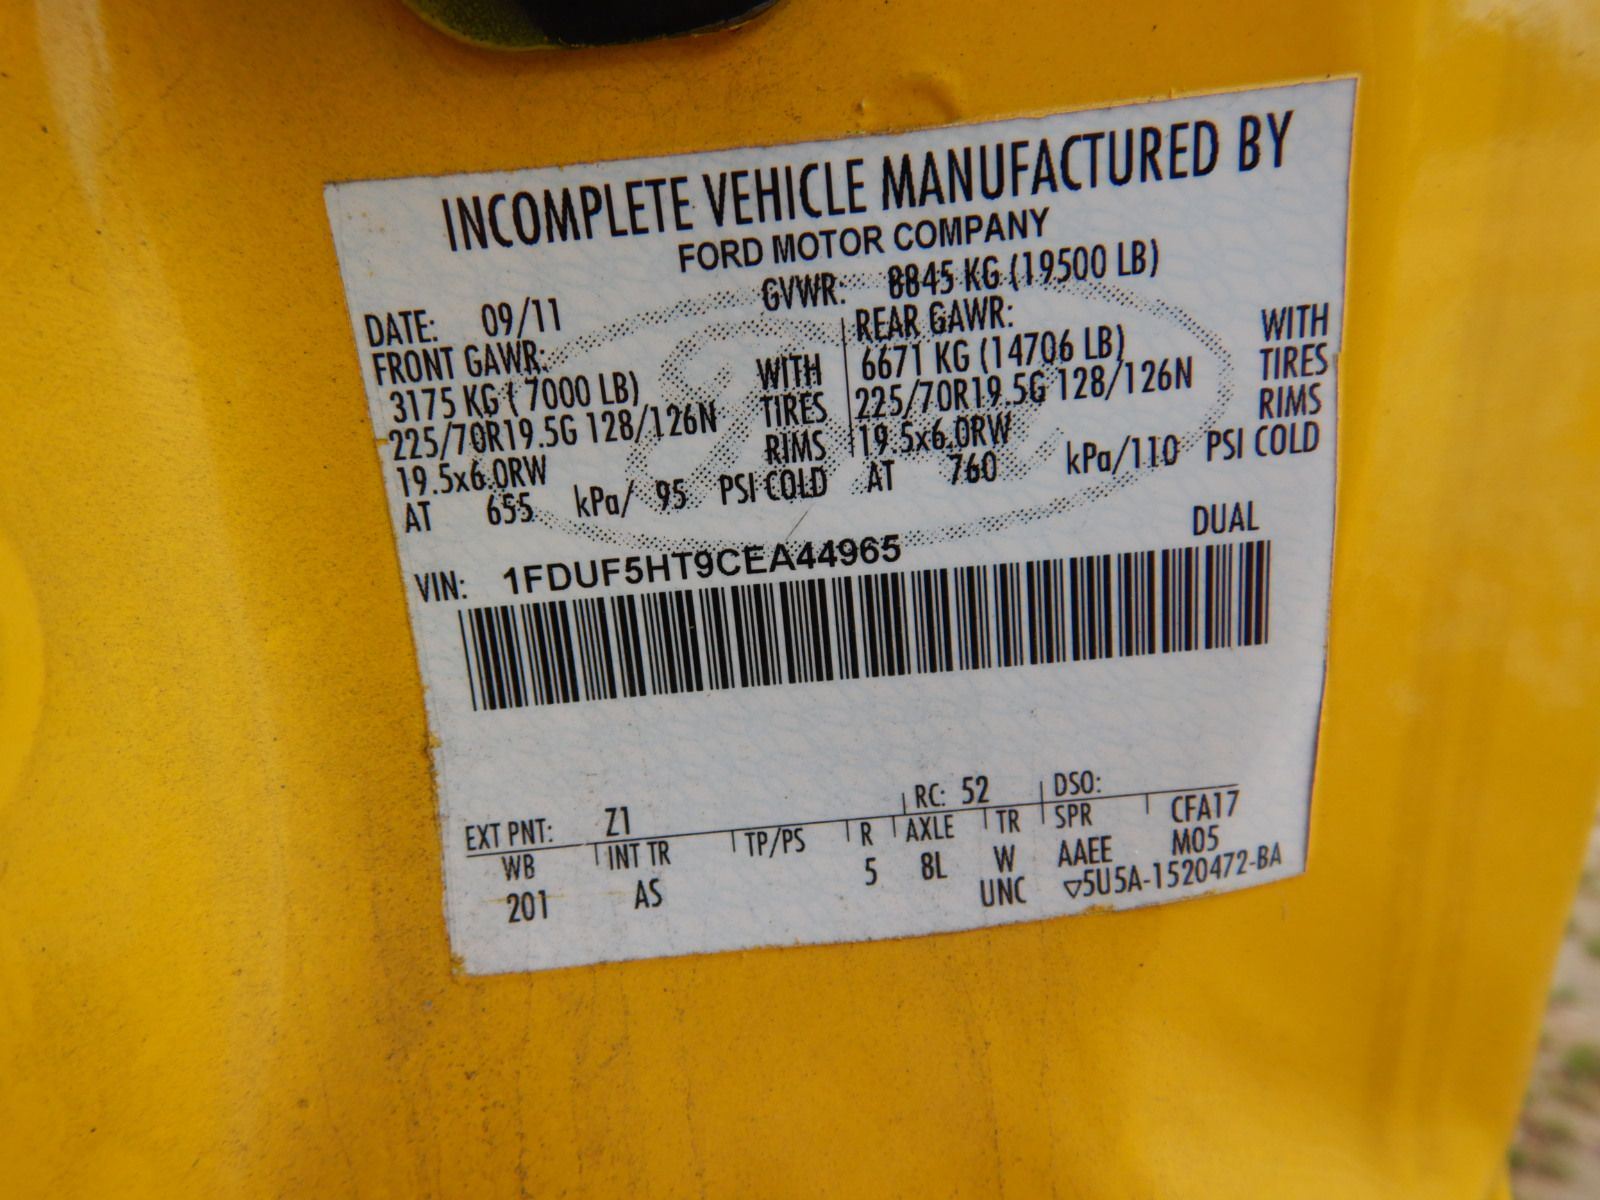 INCOMPLETE VEHICLE MANUFACTURED BY
FORD MOTOR COMPANY
DATE: 09/11 GVWR: 8845 KG (19500 LB)
FRONT GAWR: REAR GAWR:
3175 KG ( 7000 LB) WITH 6671 KG (14706 LB) WITH
225/70R19.5G 128/126N TIRES 225/70R19.5G 128/126N TIRES
19.5x6.0RW RIMS 19.5x6.0RW RIMS
AT 655 kPa/ 95 PSI COLD AT 760 kPa/110 PSI COLD
VIN: 1FDUF5HT9CEA44965 DUAL
EXT PNT: Z1 RC: 52 DSO:
WB INT TR TP/PS R AXLE TR SPR CFA17
201 AS 5 8L W AAEE M05
UNC ▽5U5A-1520472-BA